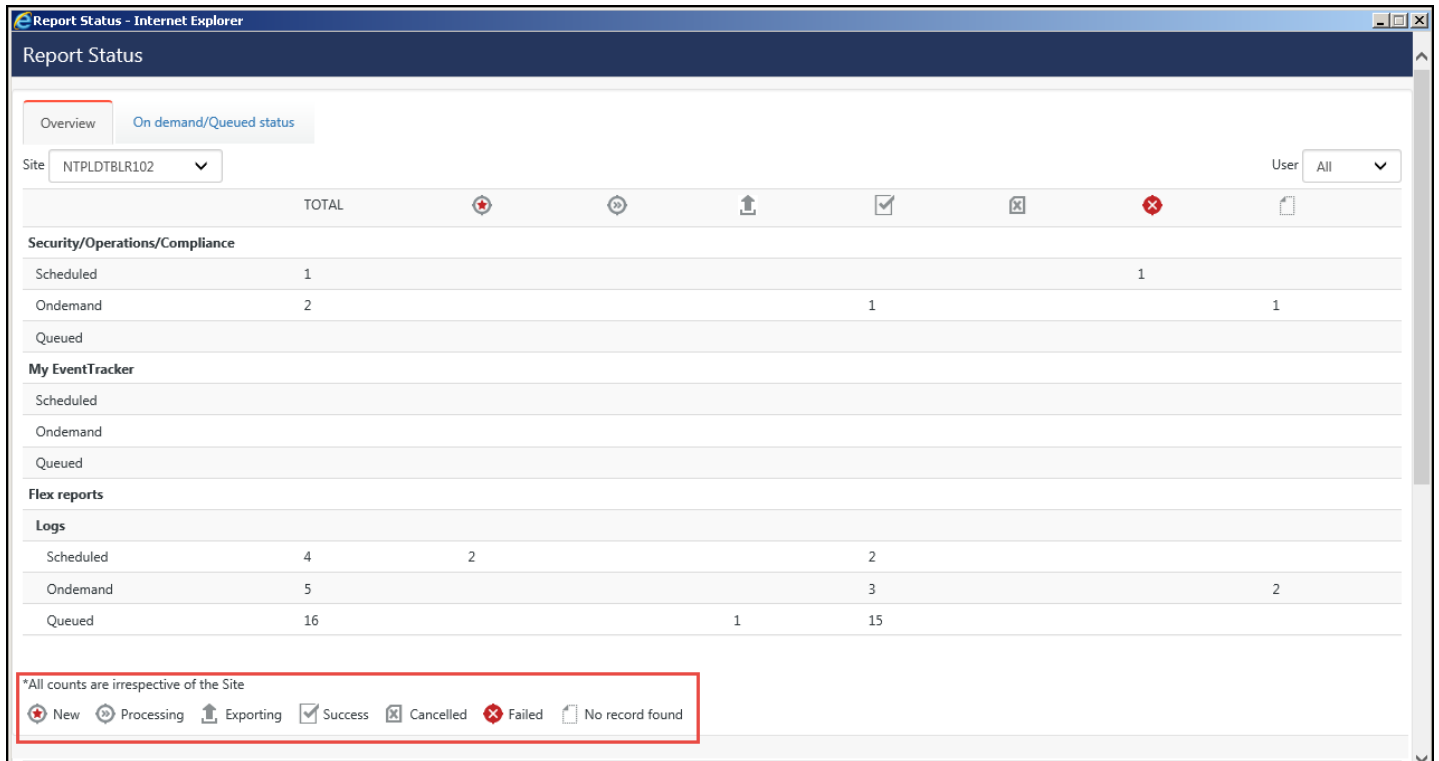 Report Status - Internet Explorer
Report Status
Overview On demand/Queued status
Site NTPLDTBLR102 User All
TOTAL
Security/Operations/Compliance
Scheduled 1 1
Ondemand 2 1 1
Queued
My EventTracker
Scheduled
Ondemand
Queued
Flex reports
Logs
Scheduled 4 2 2
Ondemand 5 3 2
Queued 16 1 15
*All counts are irrespective of the Site
New Processing Exporting Success Cancelled Failed No record found